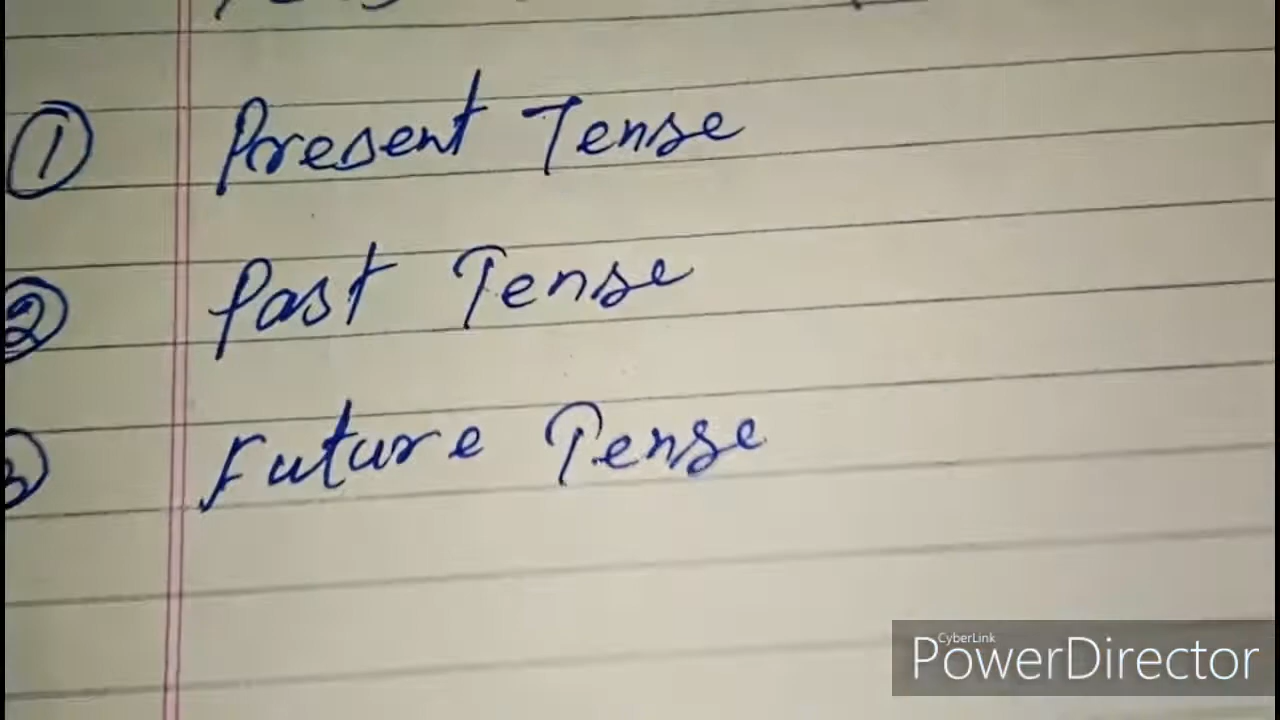 ① Present Tense
② Past Tense
③ Future Tense
CyberLink
PowerDirector